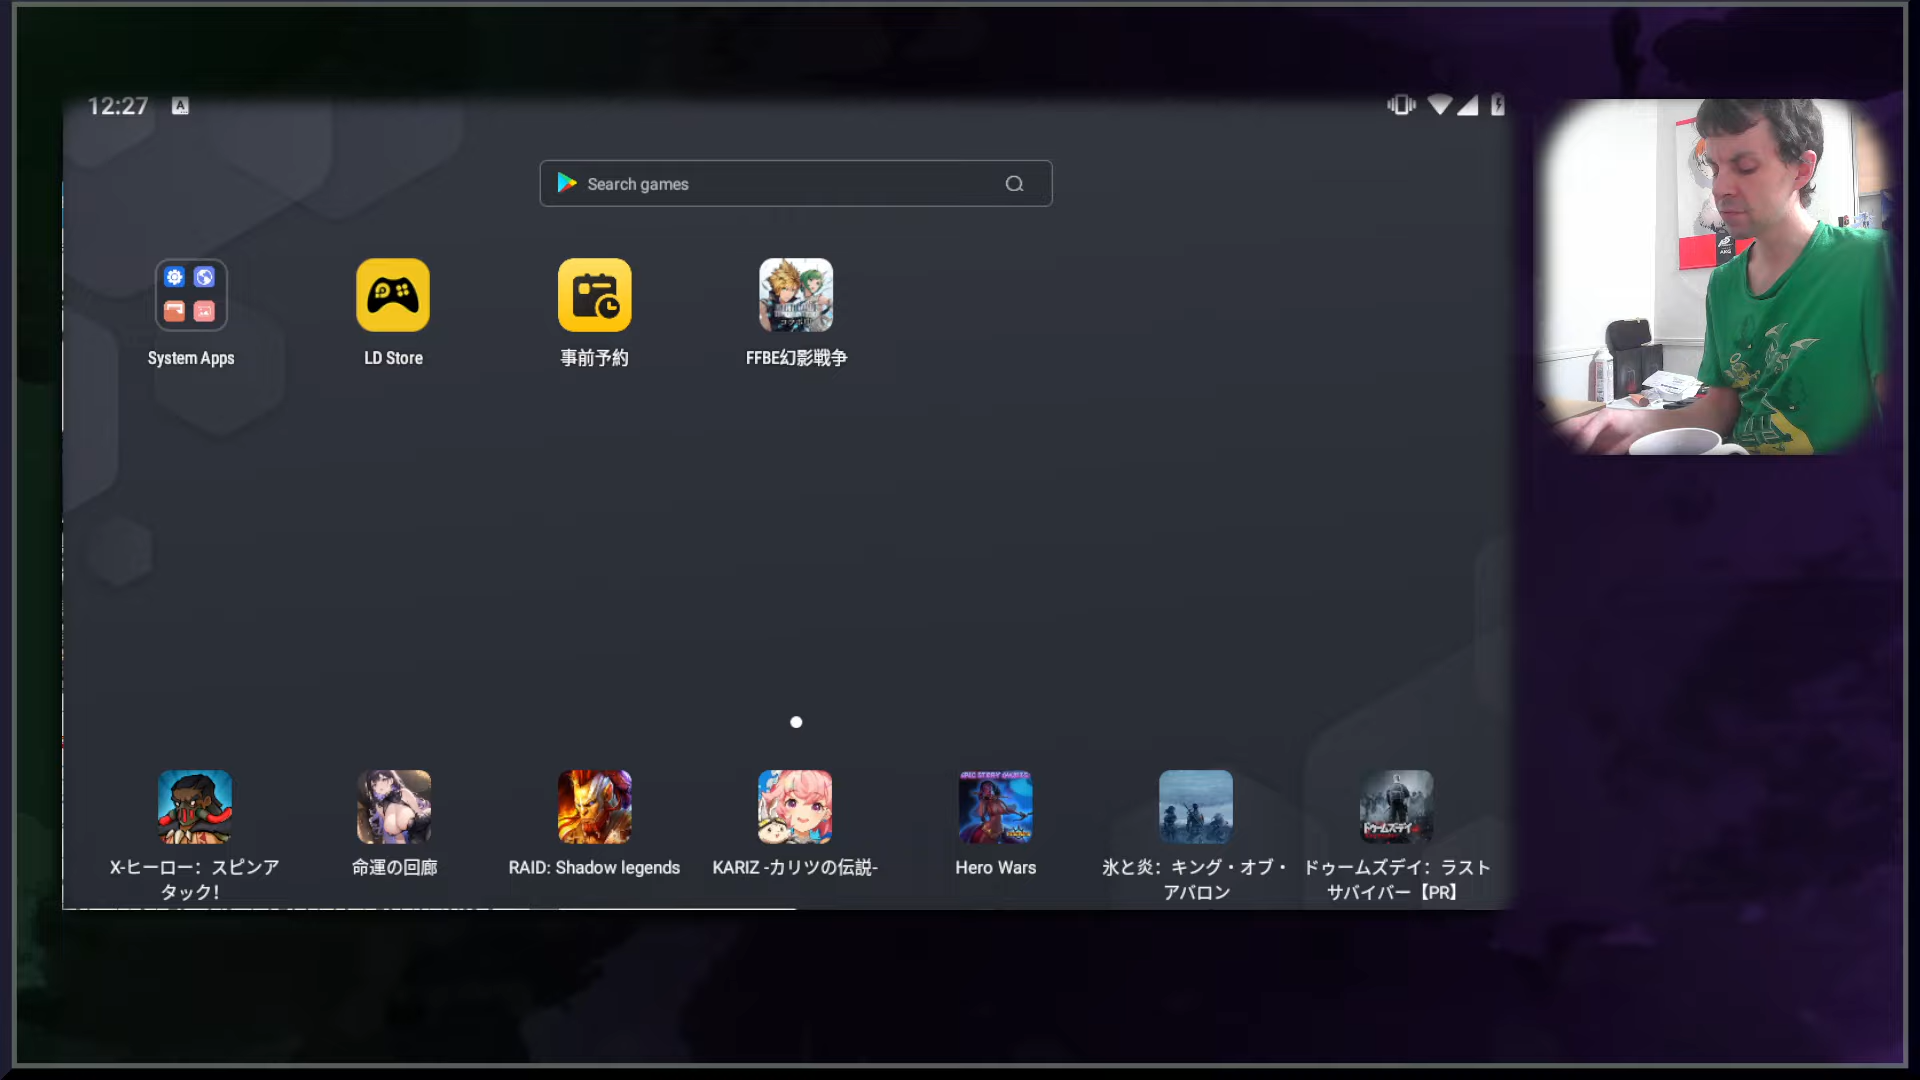 12:27
A
Search games
System Apps
LD Store
事前予約
FFBE幻影戦争
X-ヒーロー：スピンア
タック！
命運の回廊
RAID: Shadow legends
KARIZ -カリツの伝説-
Hero Wars
氷と炎：キング・オブ・
アバロン
ドゥームズデイ：ラスト
サバイバー【PR】